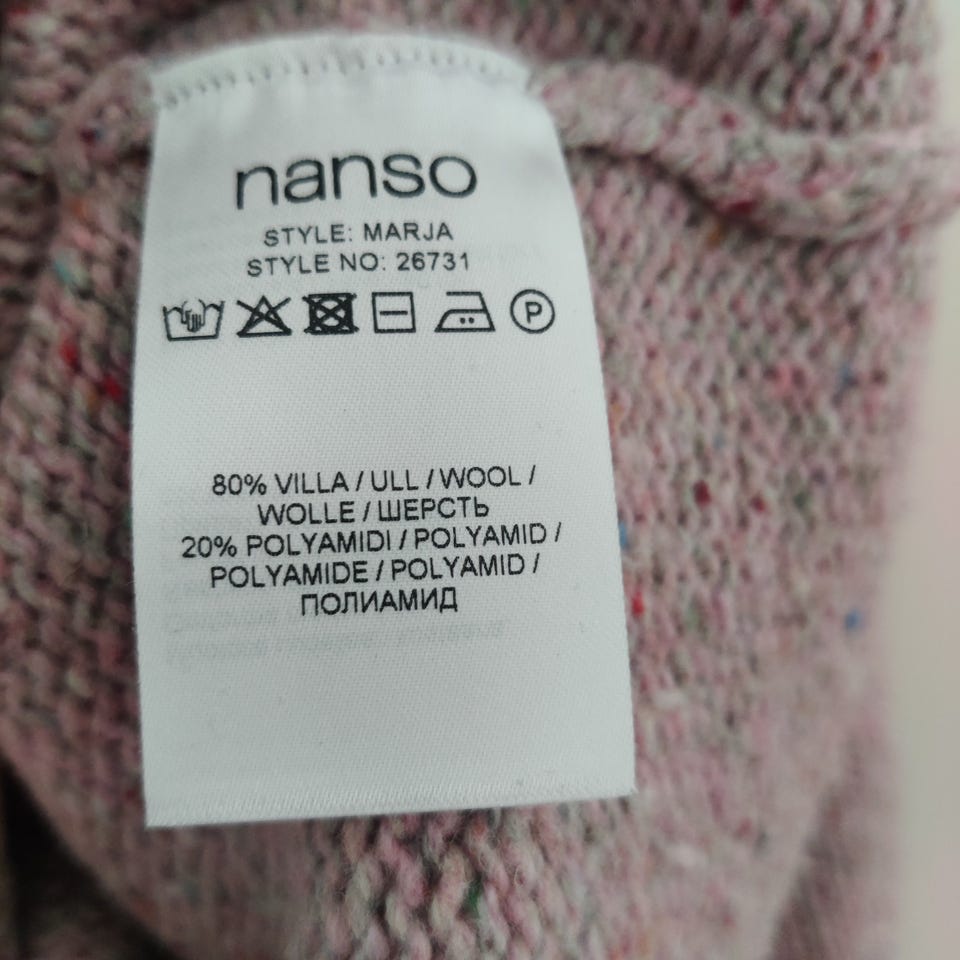 nanso
STYLE: MARJA
STYLE NO: 26731
P
80% VILLA / ULL / WOOL /
WOLLE / ШЕРСТЬ
20% POLYAMIDI / POLYAMID /
POLYAMIDE / POLYAMID /
ПОЛИАМИД